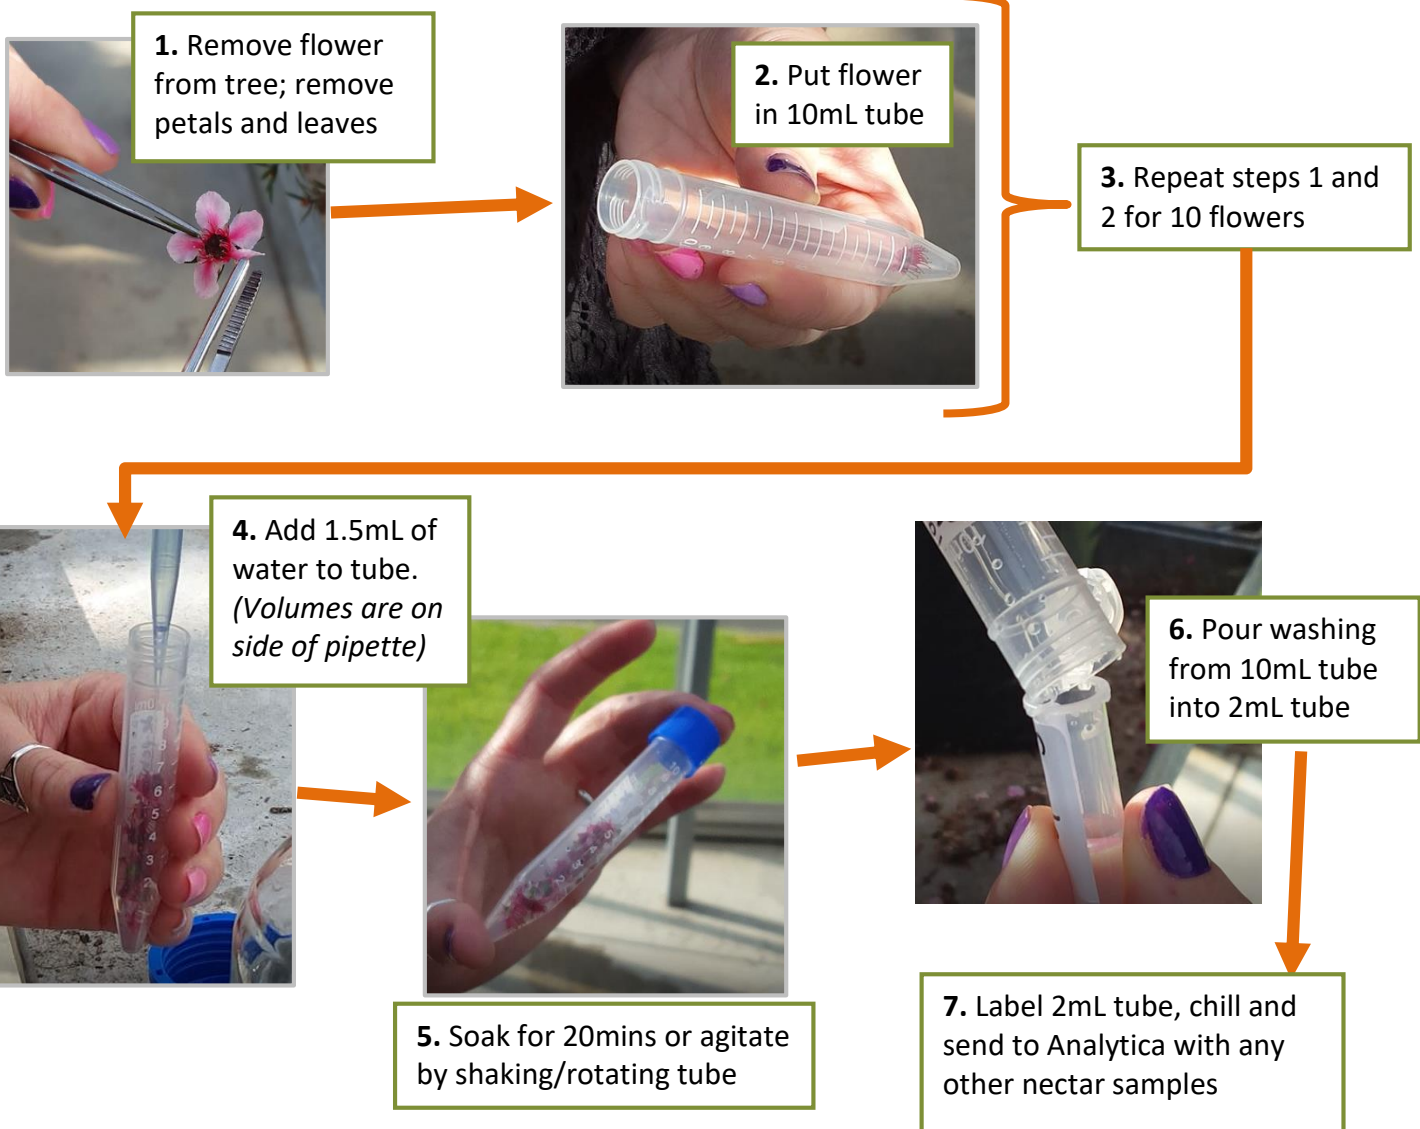 1. Remove flower
from tree; remove
petals and leaves
2. Put flower
in 10mL tube
3. Repeat steps 1 and
2 for 10 flowers
4. Add 1.5mL of
water to tube.
(Volumes are on
side of pipette)
5. Soak for 20mins or agitate
by shaking/rotating tube
6. Pour washing
from 10mL tube
into 2mL tube
7. Label 2mL tube, chill and
send to Analytica with any
other nectar samples